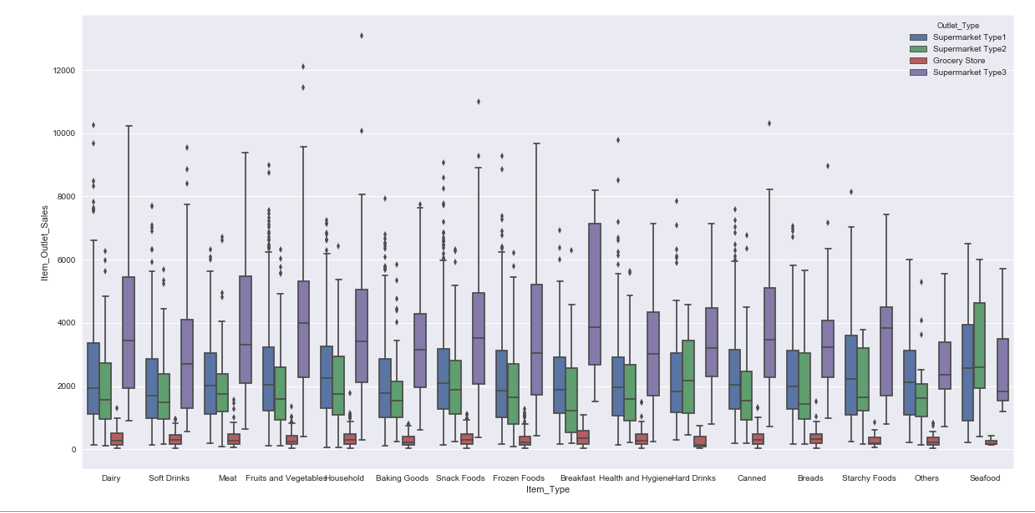 Outlet_Type
Supermarket Type1
Supermarket Type2
Grocery Store
Supermarket Type3
Item_Outlet_Sales
12000
10000
8000
6000
4000
2000
0
Dairy Soft Drinks Meat Fruits and Vegetables Household Baking Goods Snack Foods Frozen Foods Breakfast Health and Hygiene Hard Drinks Canned Breads Starchy Foods Others Seafood
Item_Type